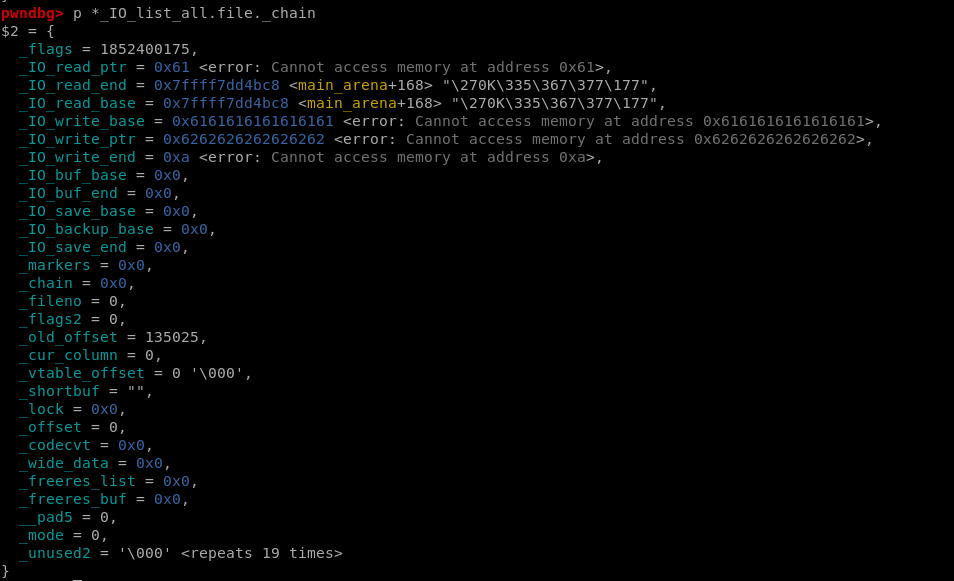 pwndbg> p *_IO_list_all.file._chain
$2 = {
  _flags = 1852400175,
  _IO_read_ptr = 0x61 <error: Cannot access memory at address 0x61>,
  _IO_read_end = 0x7ffff7dd4bc8 <main_arena+168> "\270K\335\367\377\177",
  _IO_read_base = 0x7ffff7dd4bc8 <main_arena+168> "\270K\335\367\377\177",
  _IO_write_base = 0x6161616161616161 <error: Cannot access memory at address 0x6161616161616161>,
  _IO_write_ptr = 0x6262626262626262 <error: Cannot access memory at address 0x6262626262626262>,
  _IO_write_end = 0xa <error: Cannot access memory at address 0xa>,
  _IO_buf_base = 0x0,
  _IO_buf_end = 0x0,
  _IO_save_base = 0x0,
  _IO_backup_base = 0x0,
  _IO_save_end = 0x0,
  _markers = 0x0,
  _chain = 0x0,
  _fileno = 0,
  _flags2 = 0,
  _old_offset = 135025,
  _cur_column = 0,
  _vtable_offset = 0 '\000',
  _shortbuf = "",
  _lock = 0x0,
  _offset = 0,
  _codecvt = 0x0,
  _wide_data = 0x0,
  _freeres_list = 0x0,
  _freeres_buf = 0x0,
  __pad5 = 0,
  _mode = 0,
  _unused2 = '\000' <repeats 19 times>
}